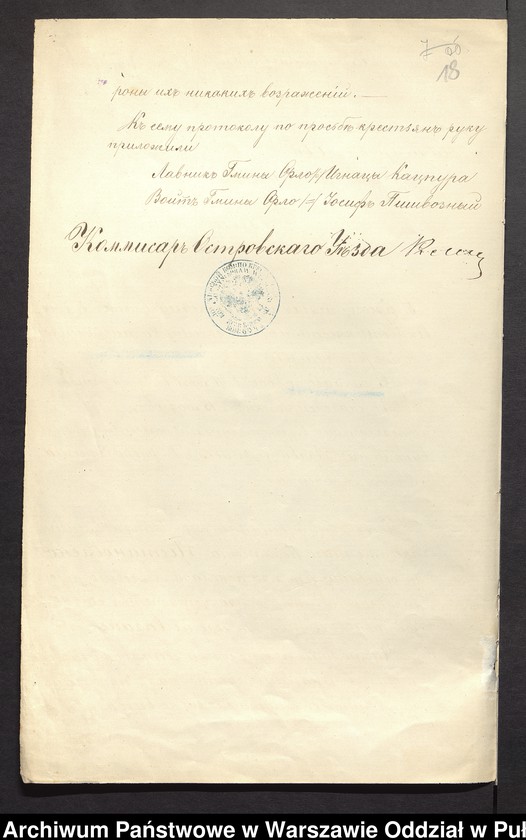 18
рони ихъ никакихъ возраженій.—
Къ сему протоколу по просьбѣ крестьянъ руку
приложили
Лавникъ Гмины Орло /-/ Игнацы Кацпура
Войтъ Гмины Орло /-/ Іосифъ Пшивозный
Коммисаръ Островскаго Уѣзда
Archiwum Państwowe w Warszawie Oddział w Puł